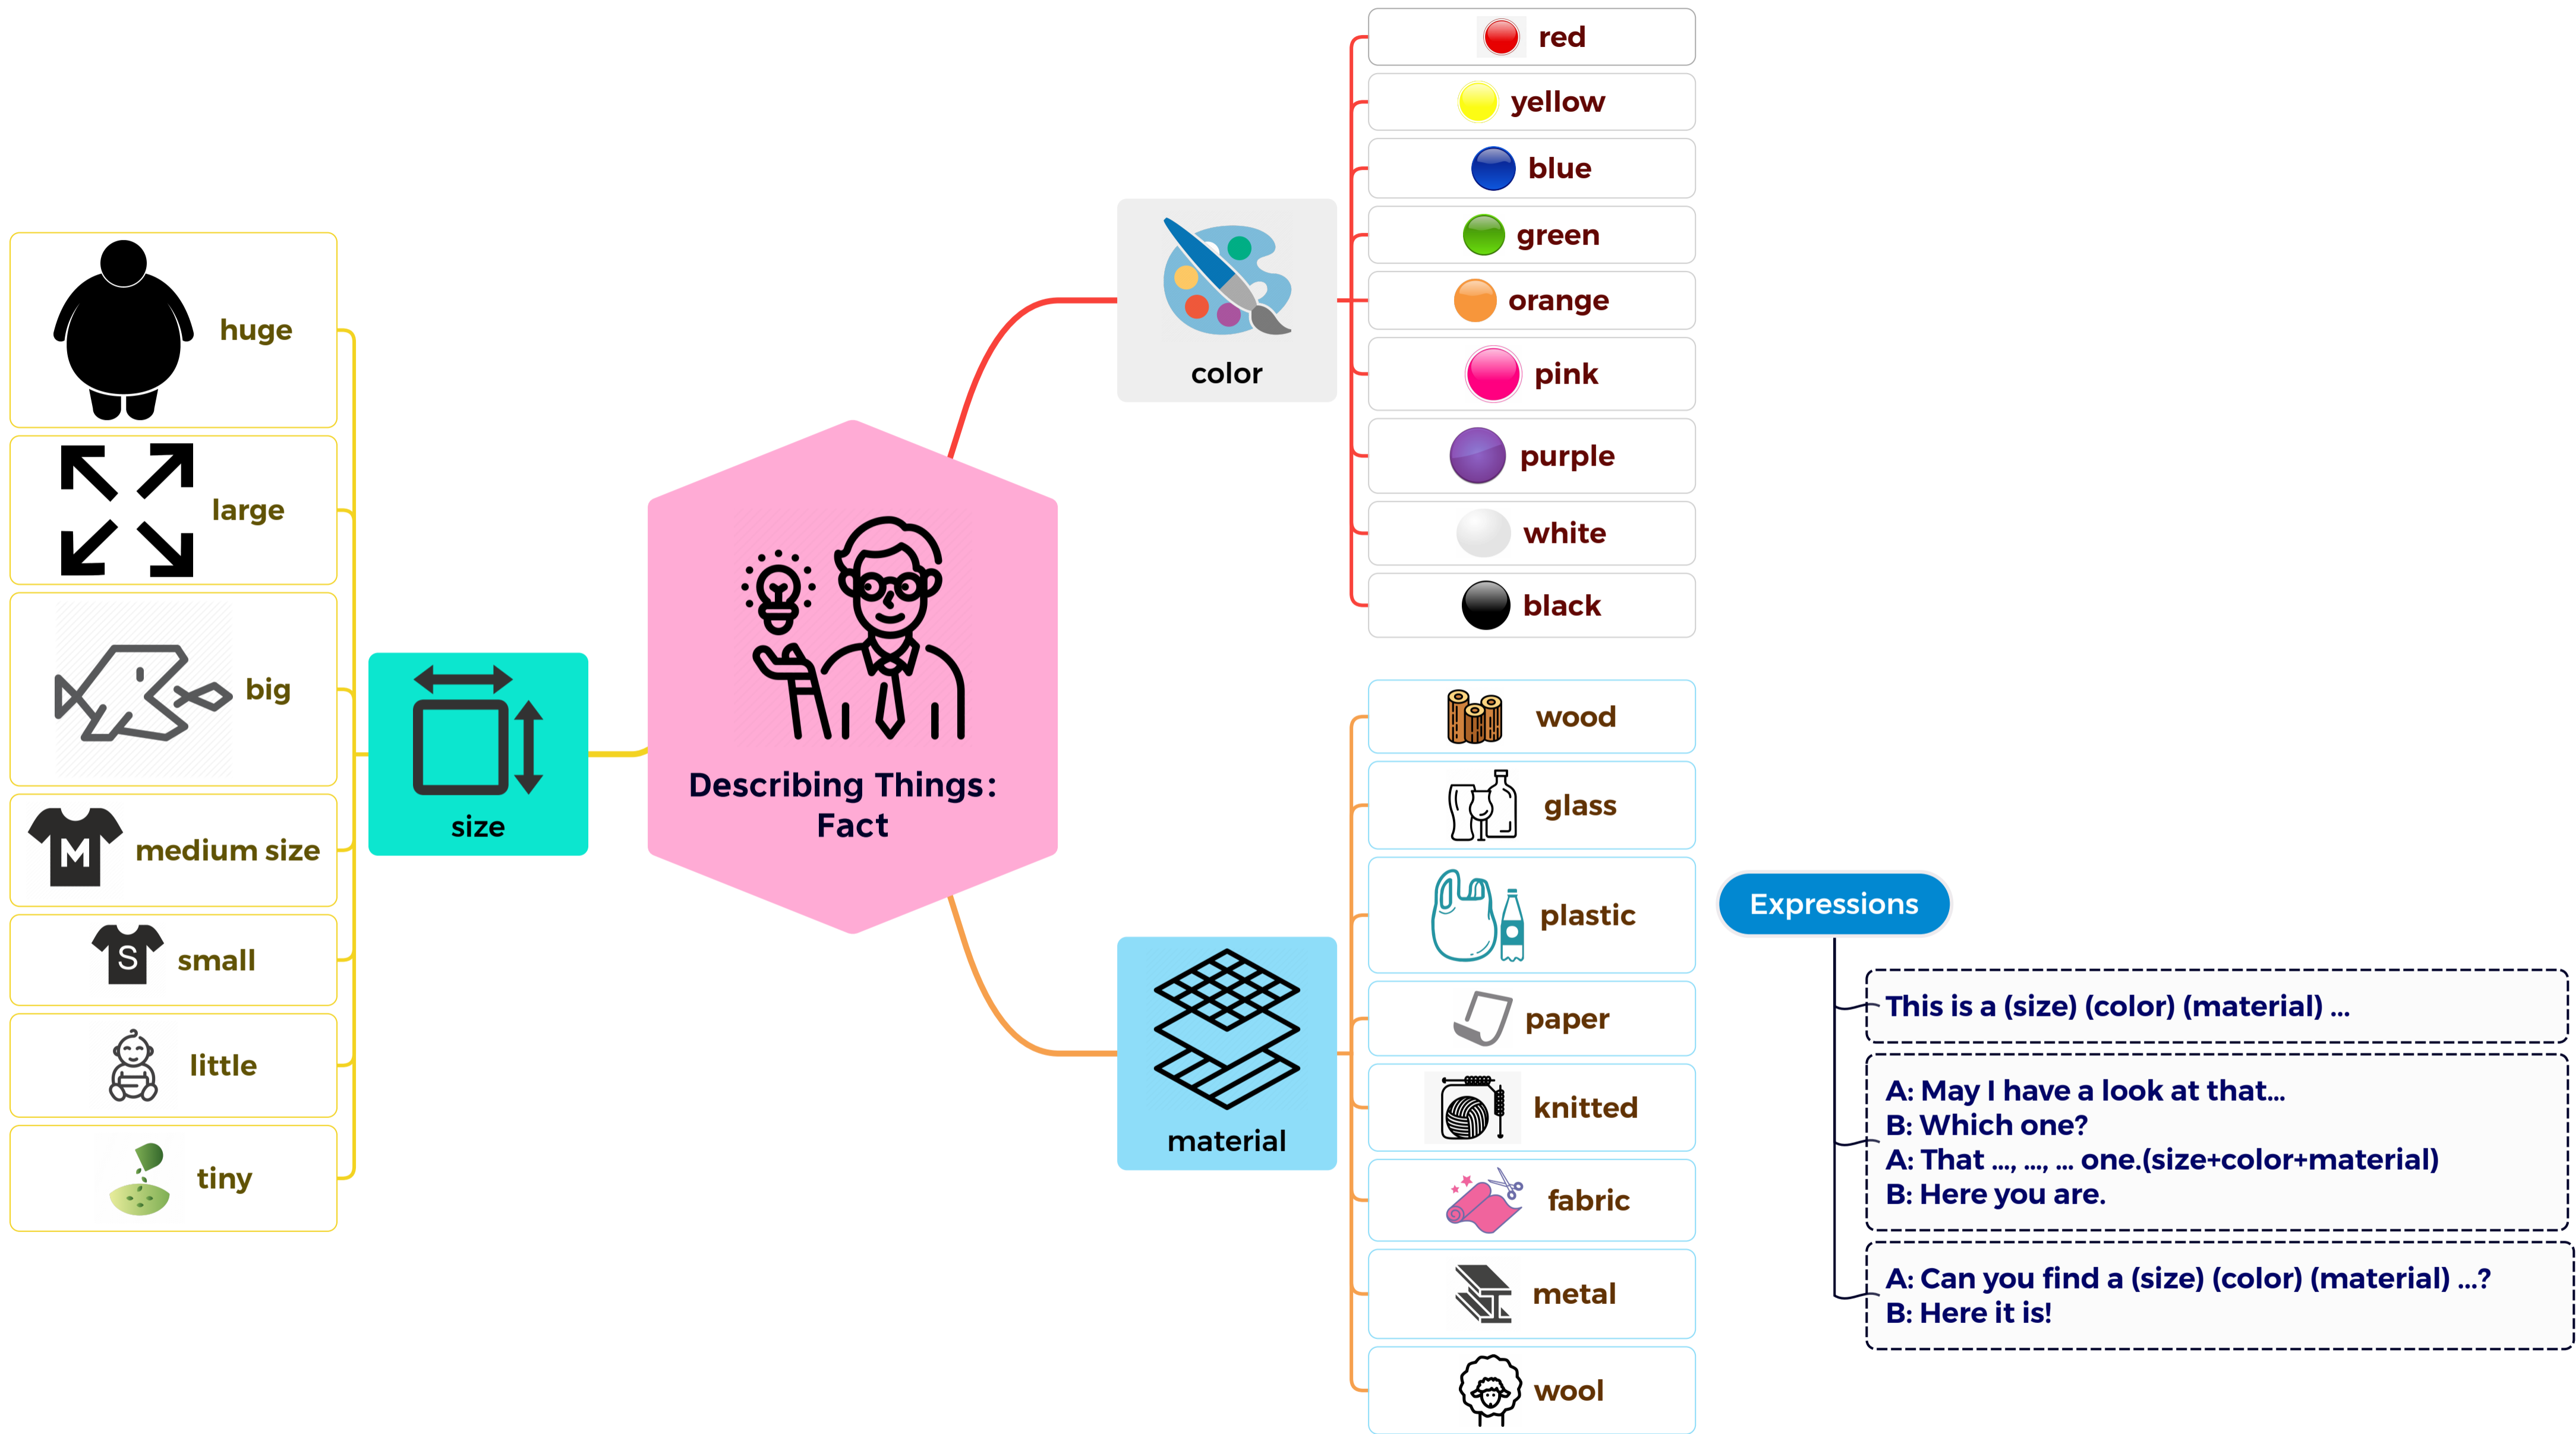 Describing Things:
Fact
color
red
yellow
blue
green
orange
pink
purple
white
black
material
wood
glass
plastic
paper
knitted
fabric
metal
wool
size
huge
large
big
M
medium size
S
small
little
tiny
Expressions
This is a (size) (color) (material) ...
A: May I have a look at that...
B: Which one?
A: That ..., ..., ... one.(size+color+material)
B: Here you are.
A: Can you find a (size) (color) (material) ...?
B: Here it is!